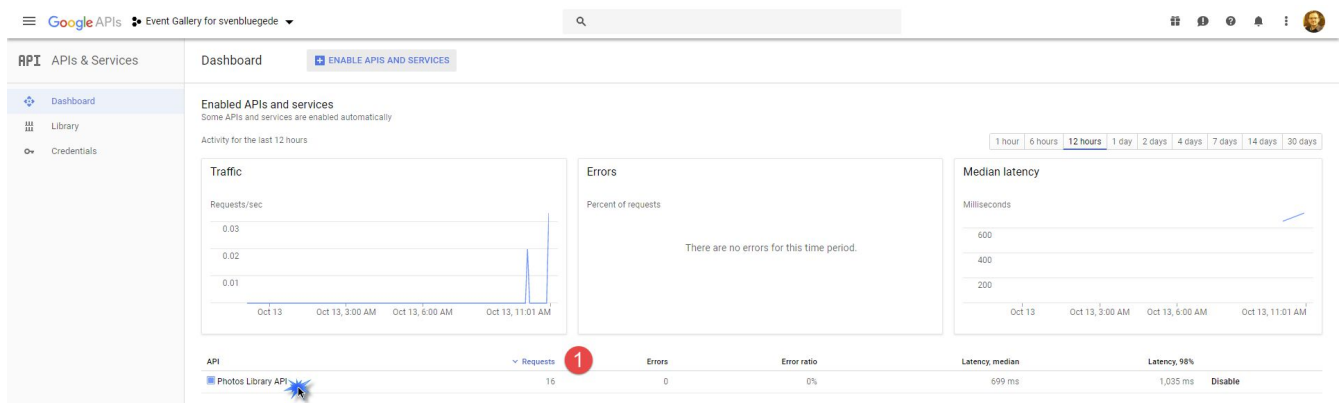 Google APIs Event Gallery for svenbluegede
API APIs & Services Dashboard ENABLE APIS AND SERVICES
Dashboard
Library
Credentials
Enabled APIs and services
Some APIs and services are enabled automatically
Activity for the last 12 hours
1 hour 6 hours 12 hours 1 day 2 days 4 days 7 days 14 days 30 days
Traffic
Requests/sec
0.03
0.02
0.01
Oct 13 Oct 13, 3:00 AM Oct 13, 6:00 AM Oct 13, 11:01 AM
Errors
Percent of requests
There are no errors for this time period.
Median latency
Milliseconds
600
400
200
Oct 13 Oct 13, 3:00 AM Oct 13, 6:00 AM Oct 13, 11:01 AM
API Requests 1 Errors Error ratio Latency, median Latency, 98%
Photos Library API 16 0 0% 699 ms 1,035 ms Disable